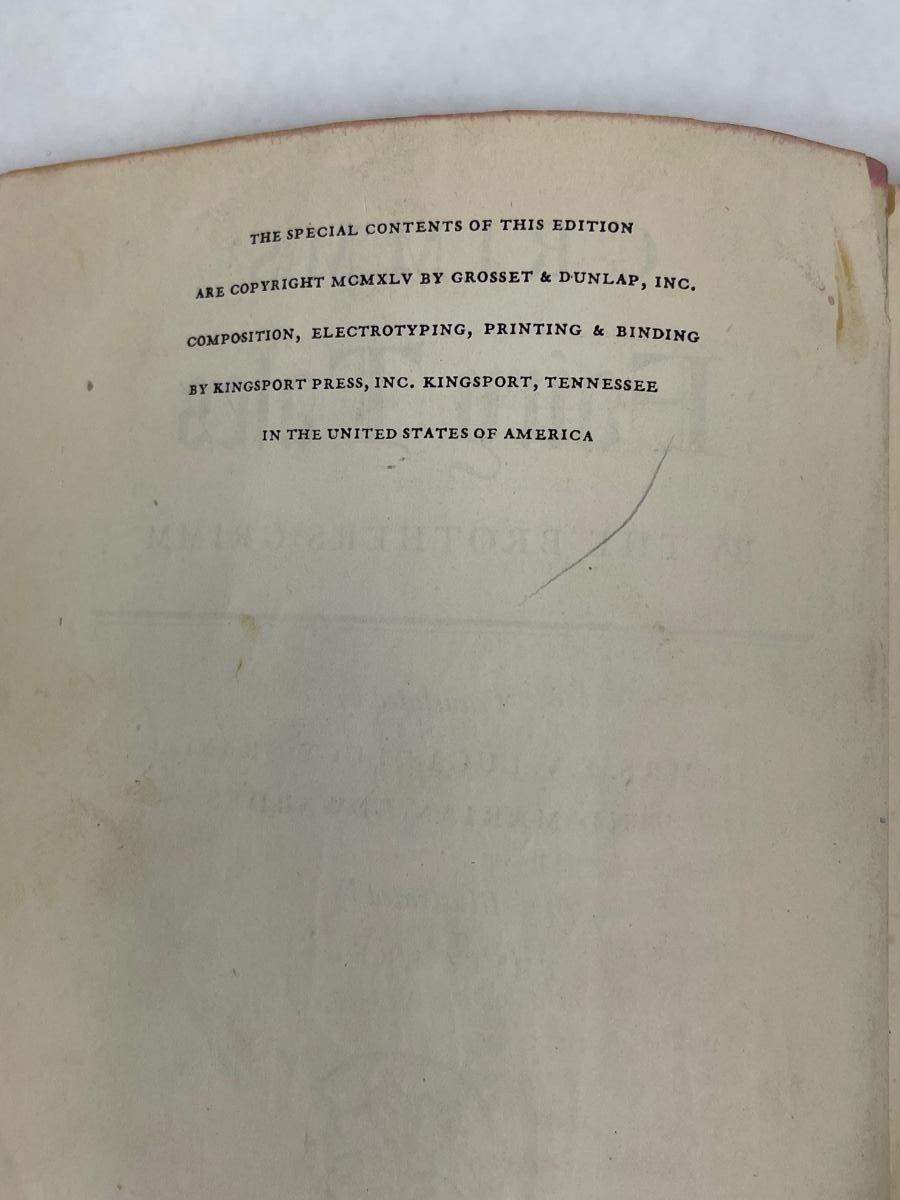 THE SPECIAL CONTENTS OF THIS EDITION
ARE COPYRIGHT MCMXLV BY GROSSET & DUNLAP, INC.
COMPOSITION, ELECTROTYPING, PRINTING & BINDING
BY KINGSPORT PRESS, INC. KINGSPORT, TENNESSEE
IN THE UNITED STATES OF AMERICA